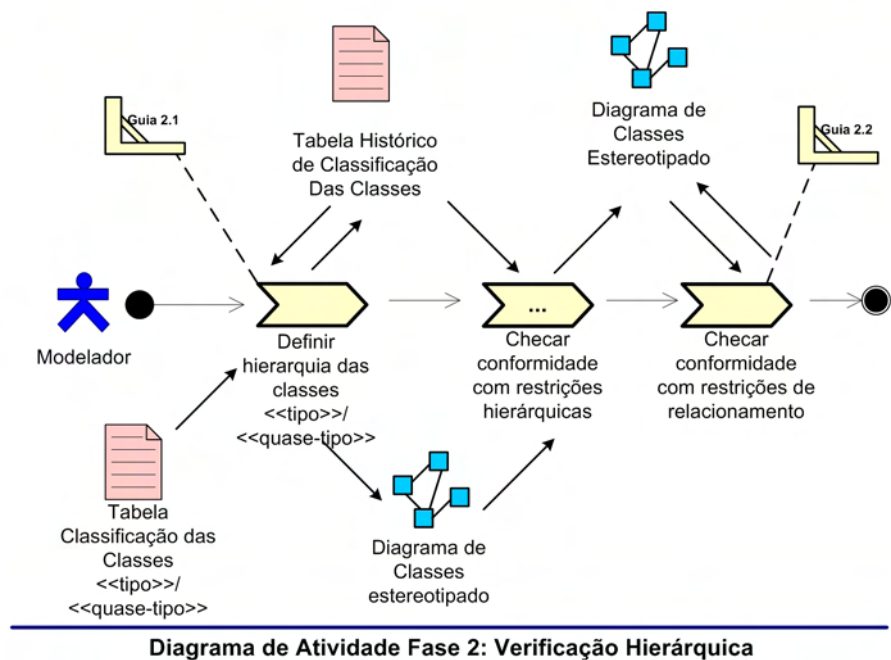 Guia 2.1
Tabela Histórico
de Classificação
Das Classes
Diagrama de
Classes
Estereotipado
Guia 2.2
Modelador
Definir
hierarquia das
classes
<<tipo>>/
<<quase-tipo>>
...
Checar
conformidade
com restrições
hierárquicas
Checar
conformidade
com restrições de
relacionamento
Tabela
Classificação das
Classes
<<tipo>>/
<<quase-tipo>>
Diagrama de
Classes
estereotipado
Diagrama de Atividade Fase 2: Verificação Hierárquica